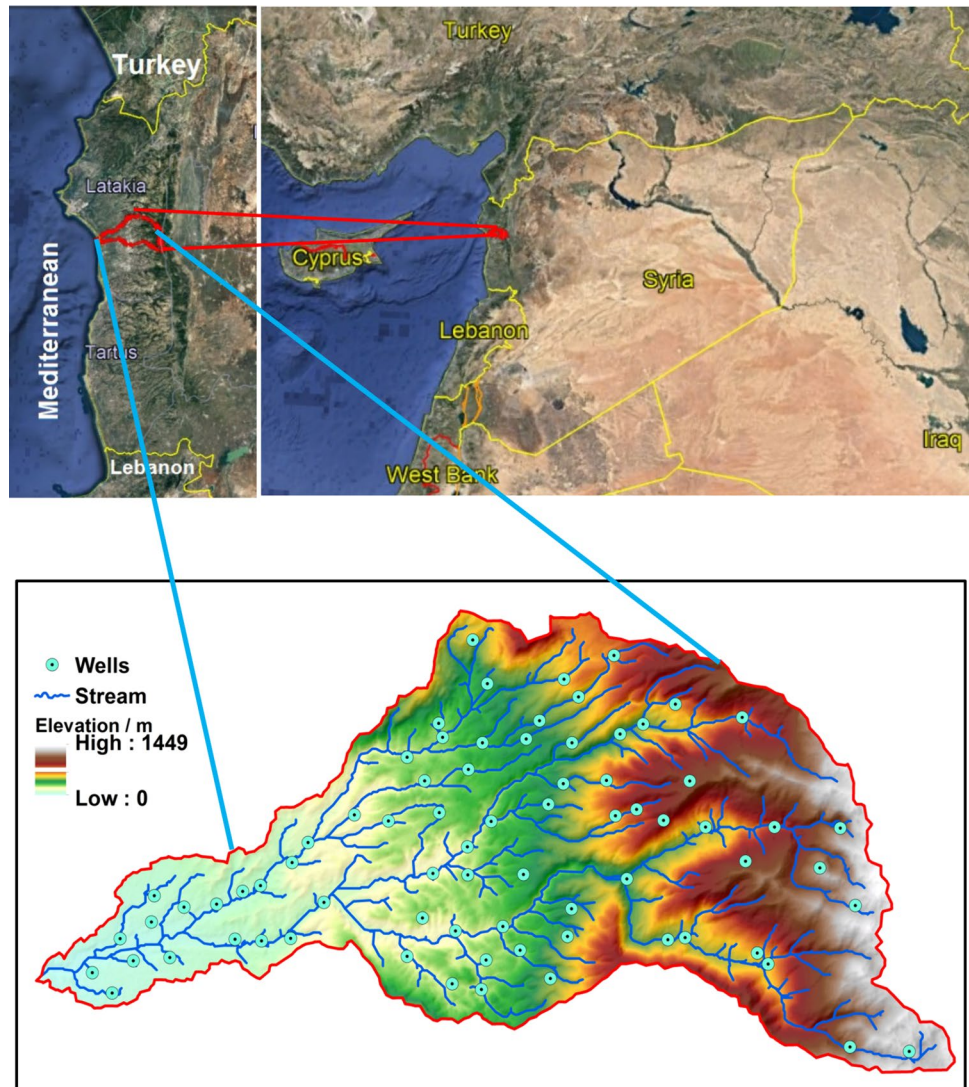 Turkey
Latakia
Mediterranean
Tartus
Lebanon
Turkey
Cyprus
Syria
Lebanon
Iraq
West Bank
Wells
Stream
Elevation / m
High : 1449
Low : 0